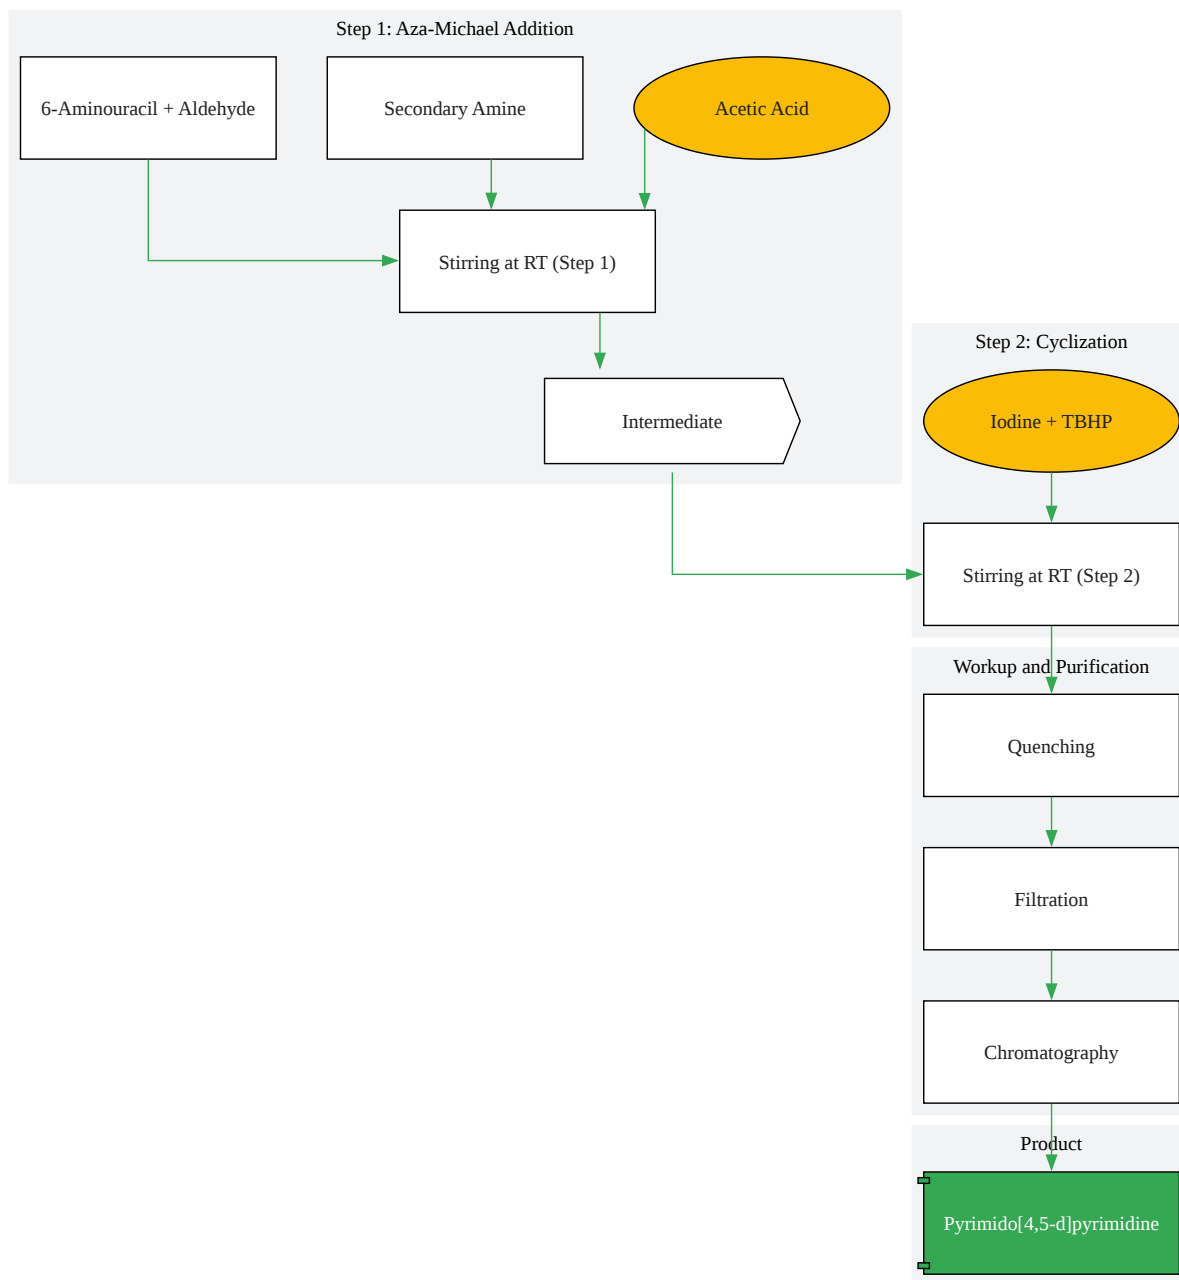 Step 1: Aza-Michael Addition
6-Aminouracil + Aldehyde
Secondary Amine
Acetic Acid
Stirring at RT (Step 1)
Intermediate
Step 2: Cyclization
Iodine + TBHP
Stirring at RT (Step 2)
Workup and Purification
Quenching
Filtration
Chromatography
Product
Pyrimido[4,5-d]pyrimidine